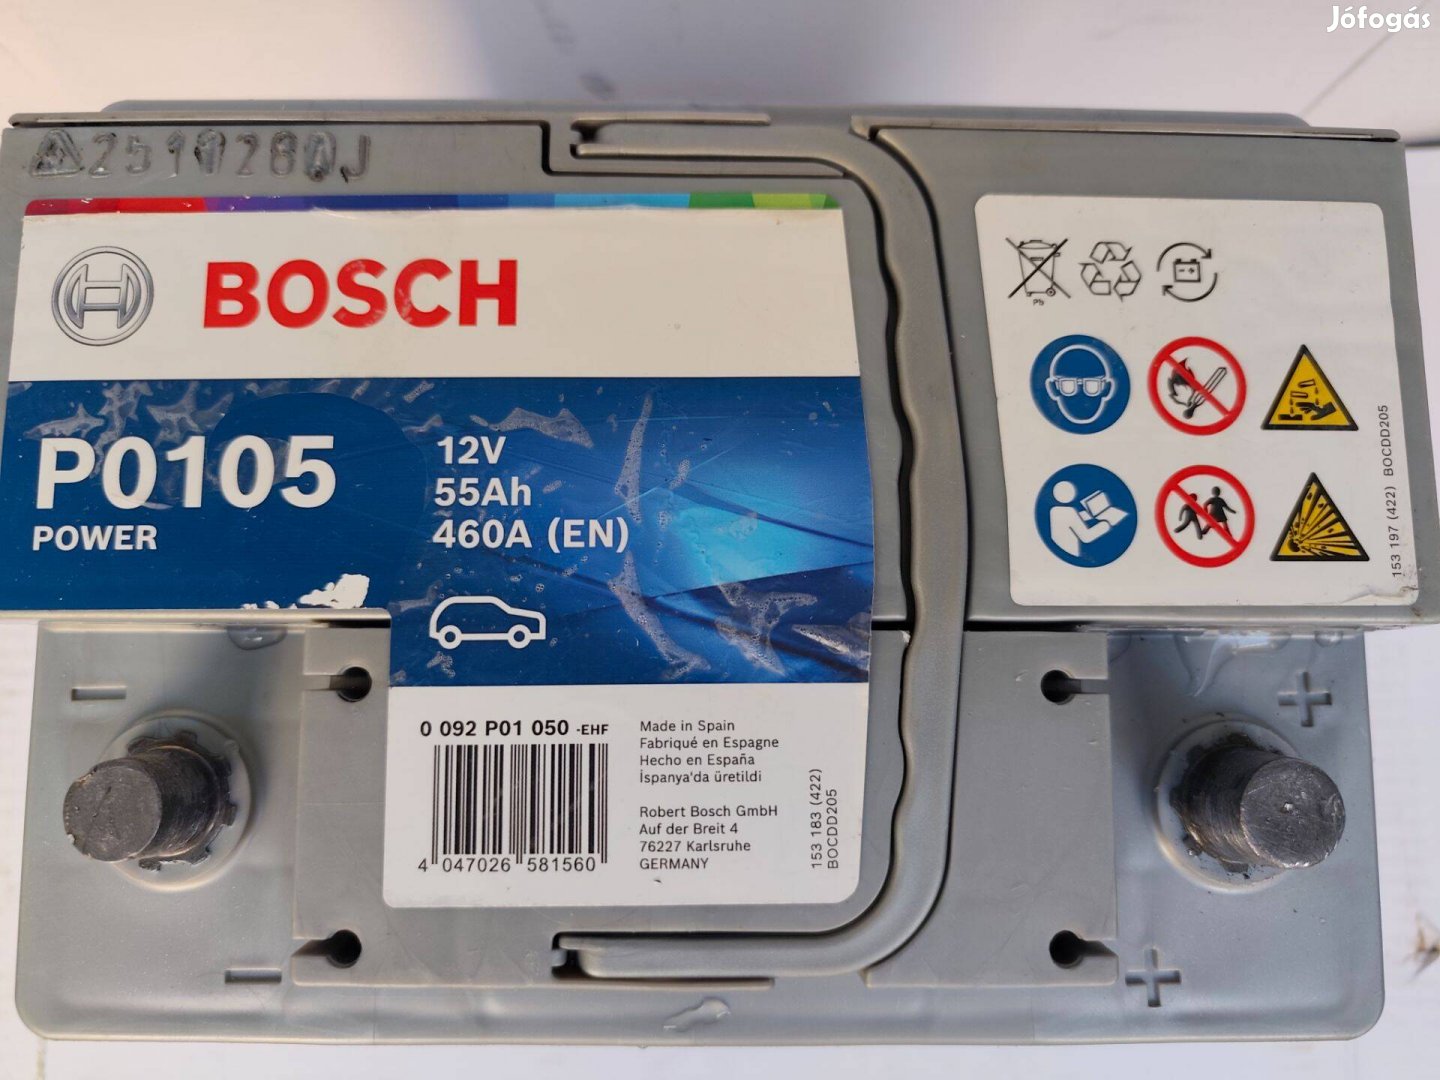 Jófogás
BOSCH
P0105
POWER
12V
55Ah
460A (EN)
0 092 P01 050 -EHF
4 047026 581560
Made in Spain
Fabriqué en Espagne
Hecho en España
İspanya'da üretildi
Robert Bosch GmbH
Auf der Breit 4
76227 Karlsruhe
GERMANY
153 183 (422)
BOCDD205
Pb
153 197 (422) BOCDD205